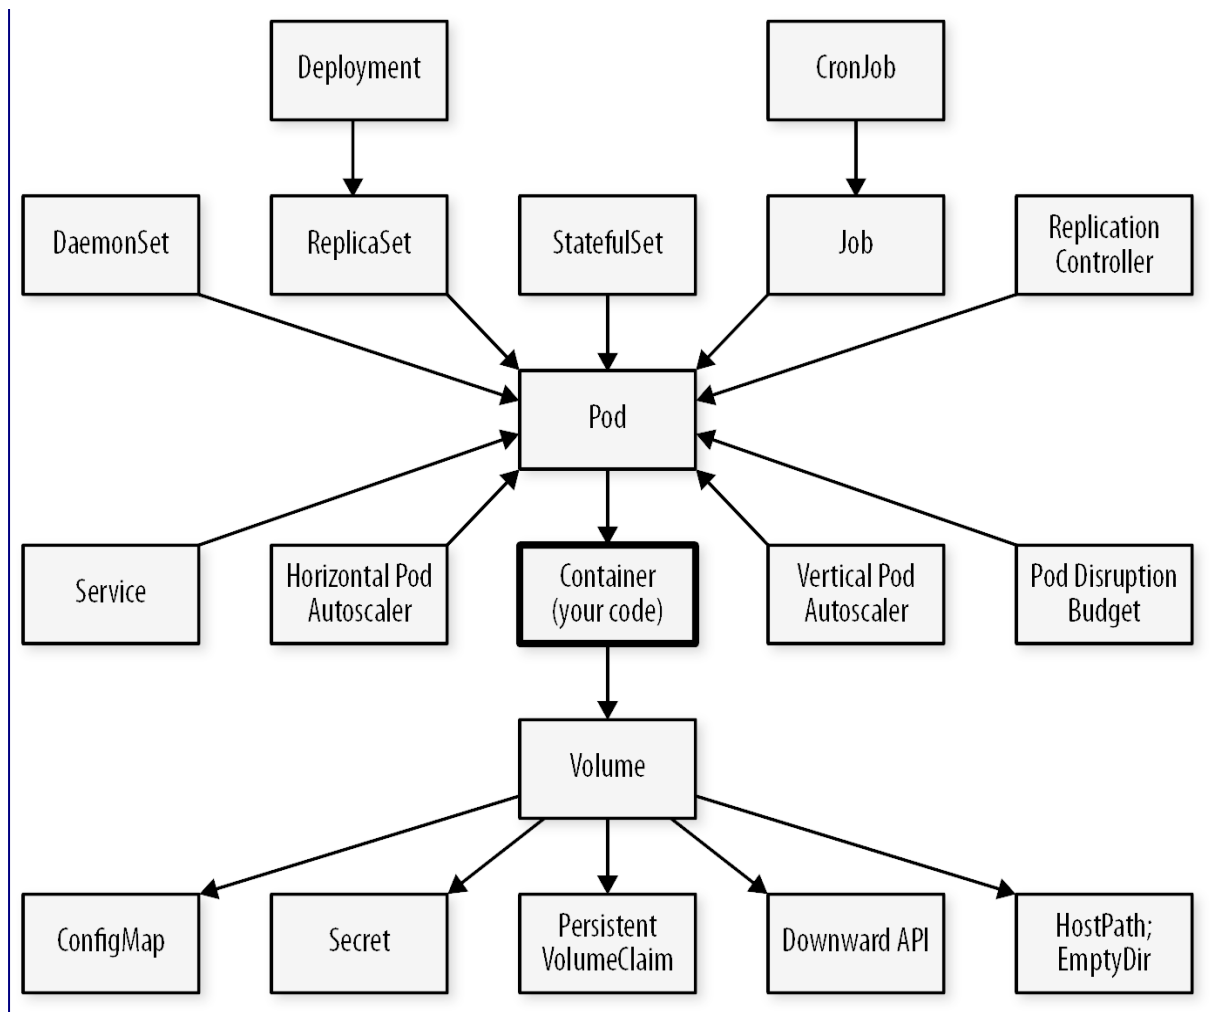 Deployment
CronJob
DaemonSet
ReplicaSet
StatefulSet
Job
Replication
Controller
Pod
Service
Horizontal Pod
Autoscaler
Container
(your code)
Vertical Pod
Autoscaler
Pod Disruption
Budget
Volume
ConfigMap
Secret
Persistent
VolumeClaim
Downward API
HostPath;
EmptyDir